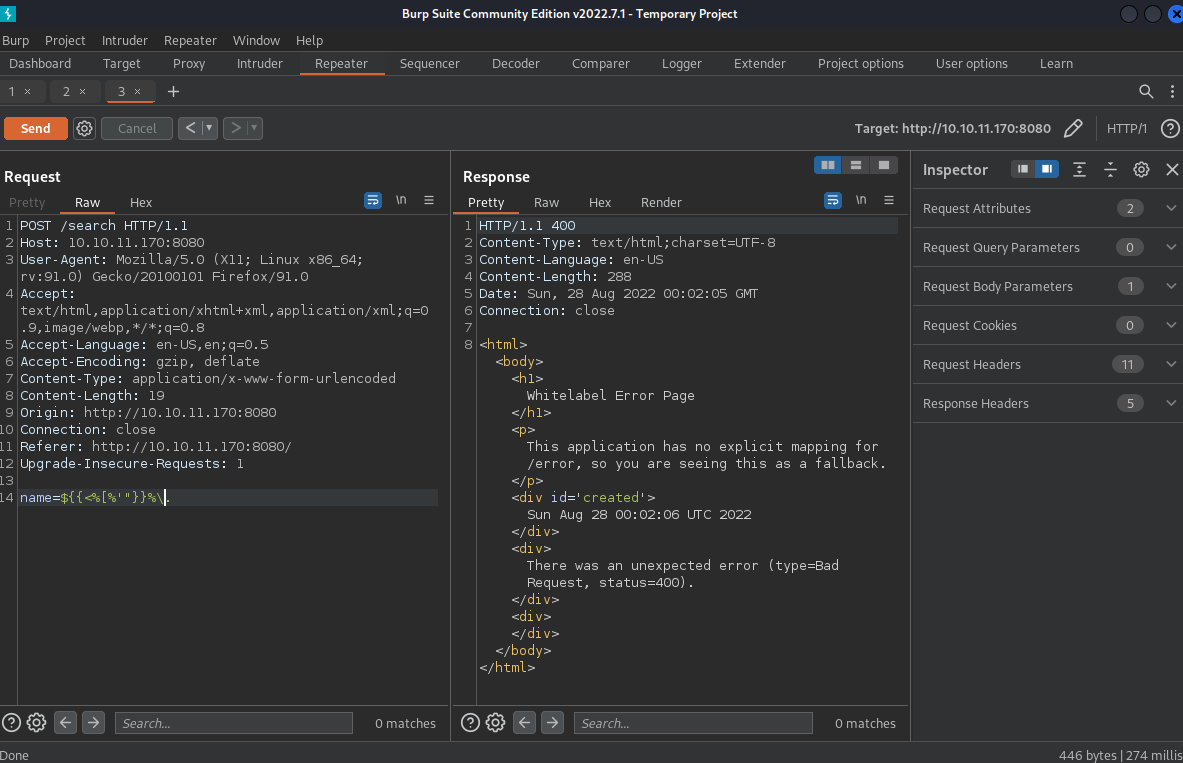 Burp Suite Community Edition v2022.7.1 - Temporary Project
Burp Project Intruder Repeater Window Help
Dashboard Target Proxy Intruder Repeater Sequencer Decoder Comparer Logger Extender Project options User options Learn
1 × 2 × 3 × +
Send Cancel < > Target: http://10.10.11.170:8080 HTTP/1 ?
Request
Pretty Raw Hex \n
1 POST /search HTTP/1.1
2 Host: 10.10.11.170:8080
3 User-Agent: Mozilla/5.0 (X11; Linux x86_64;
rv:91.0) Gecko/20100101 Firefox/91.0
4 Accept:
text/html,application/xhtml+xml,application/xml;q=0
.9,image/webp,*/*;q=0.8
5 Accept-Language: en-US,en;q=0.5
6 Accept-Encoding: gzip, deflate
7 Content-Type: application/x-www-form-urlencoded
8 Content-Length: 19
9 Origin: http://10.10.11.170:8080
10 Connection: close
11 Referer: http://10.10.11.170:8080/
12 Upgrade-Insecure-Requests: 1
13
14 name=${{<%[%'"}}%\.
Search...
0 matches
Response
Pretty Raw Hex Render \n
1 HTTP/1.1 400
2 Content-Type: text/html;charset=UTF-8
3 Content-Language: en-US
4 Content-Length: 288
5 Date: Sun, 28 Aug 2022 00:02:05 GMT
6 Connection: close
7
8 <html>
<body>
<h1>
Whitelabel Error Page
</h1>
<p>
This application has no explicit mapping for
/error, so you are seeing this as a fallback.
</p>
<div id='created'>
Sun Aug 28 00:02:06 UTC 2022
</div>
<div>
There was an unexpected error (type=Bad
Request, status=400).
</div>
<div>
</div>
</body>
</html>
Search...
0 matches
Inspector
Request Attributes 2
Request Query Parameters 0
Request Body Parameters 1
Request Cookies 0
Request Headers 11
Response Headers 5
Done
446 bytes | 274 millis